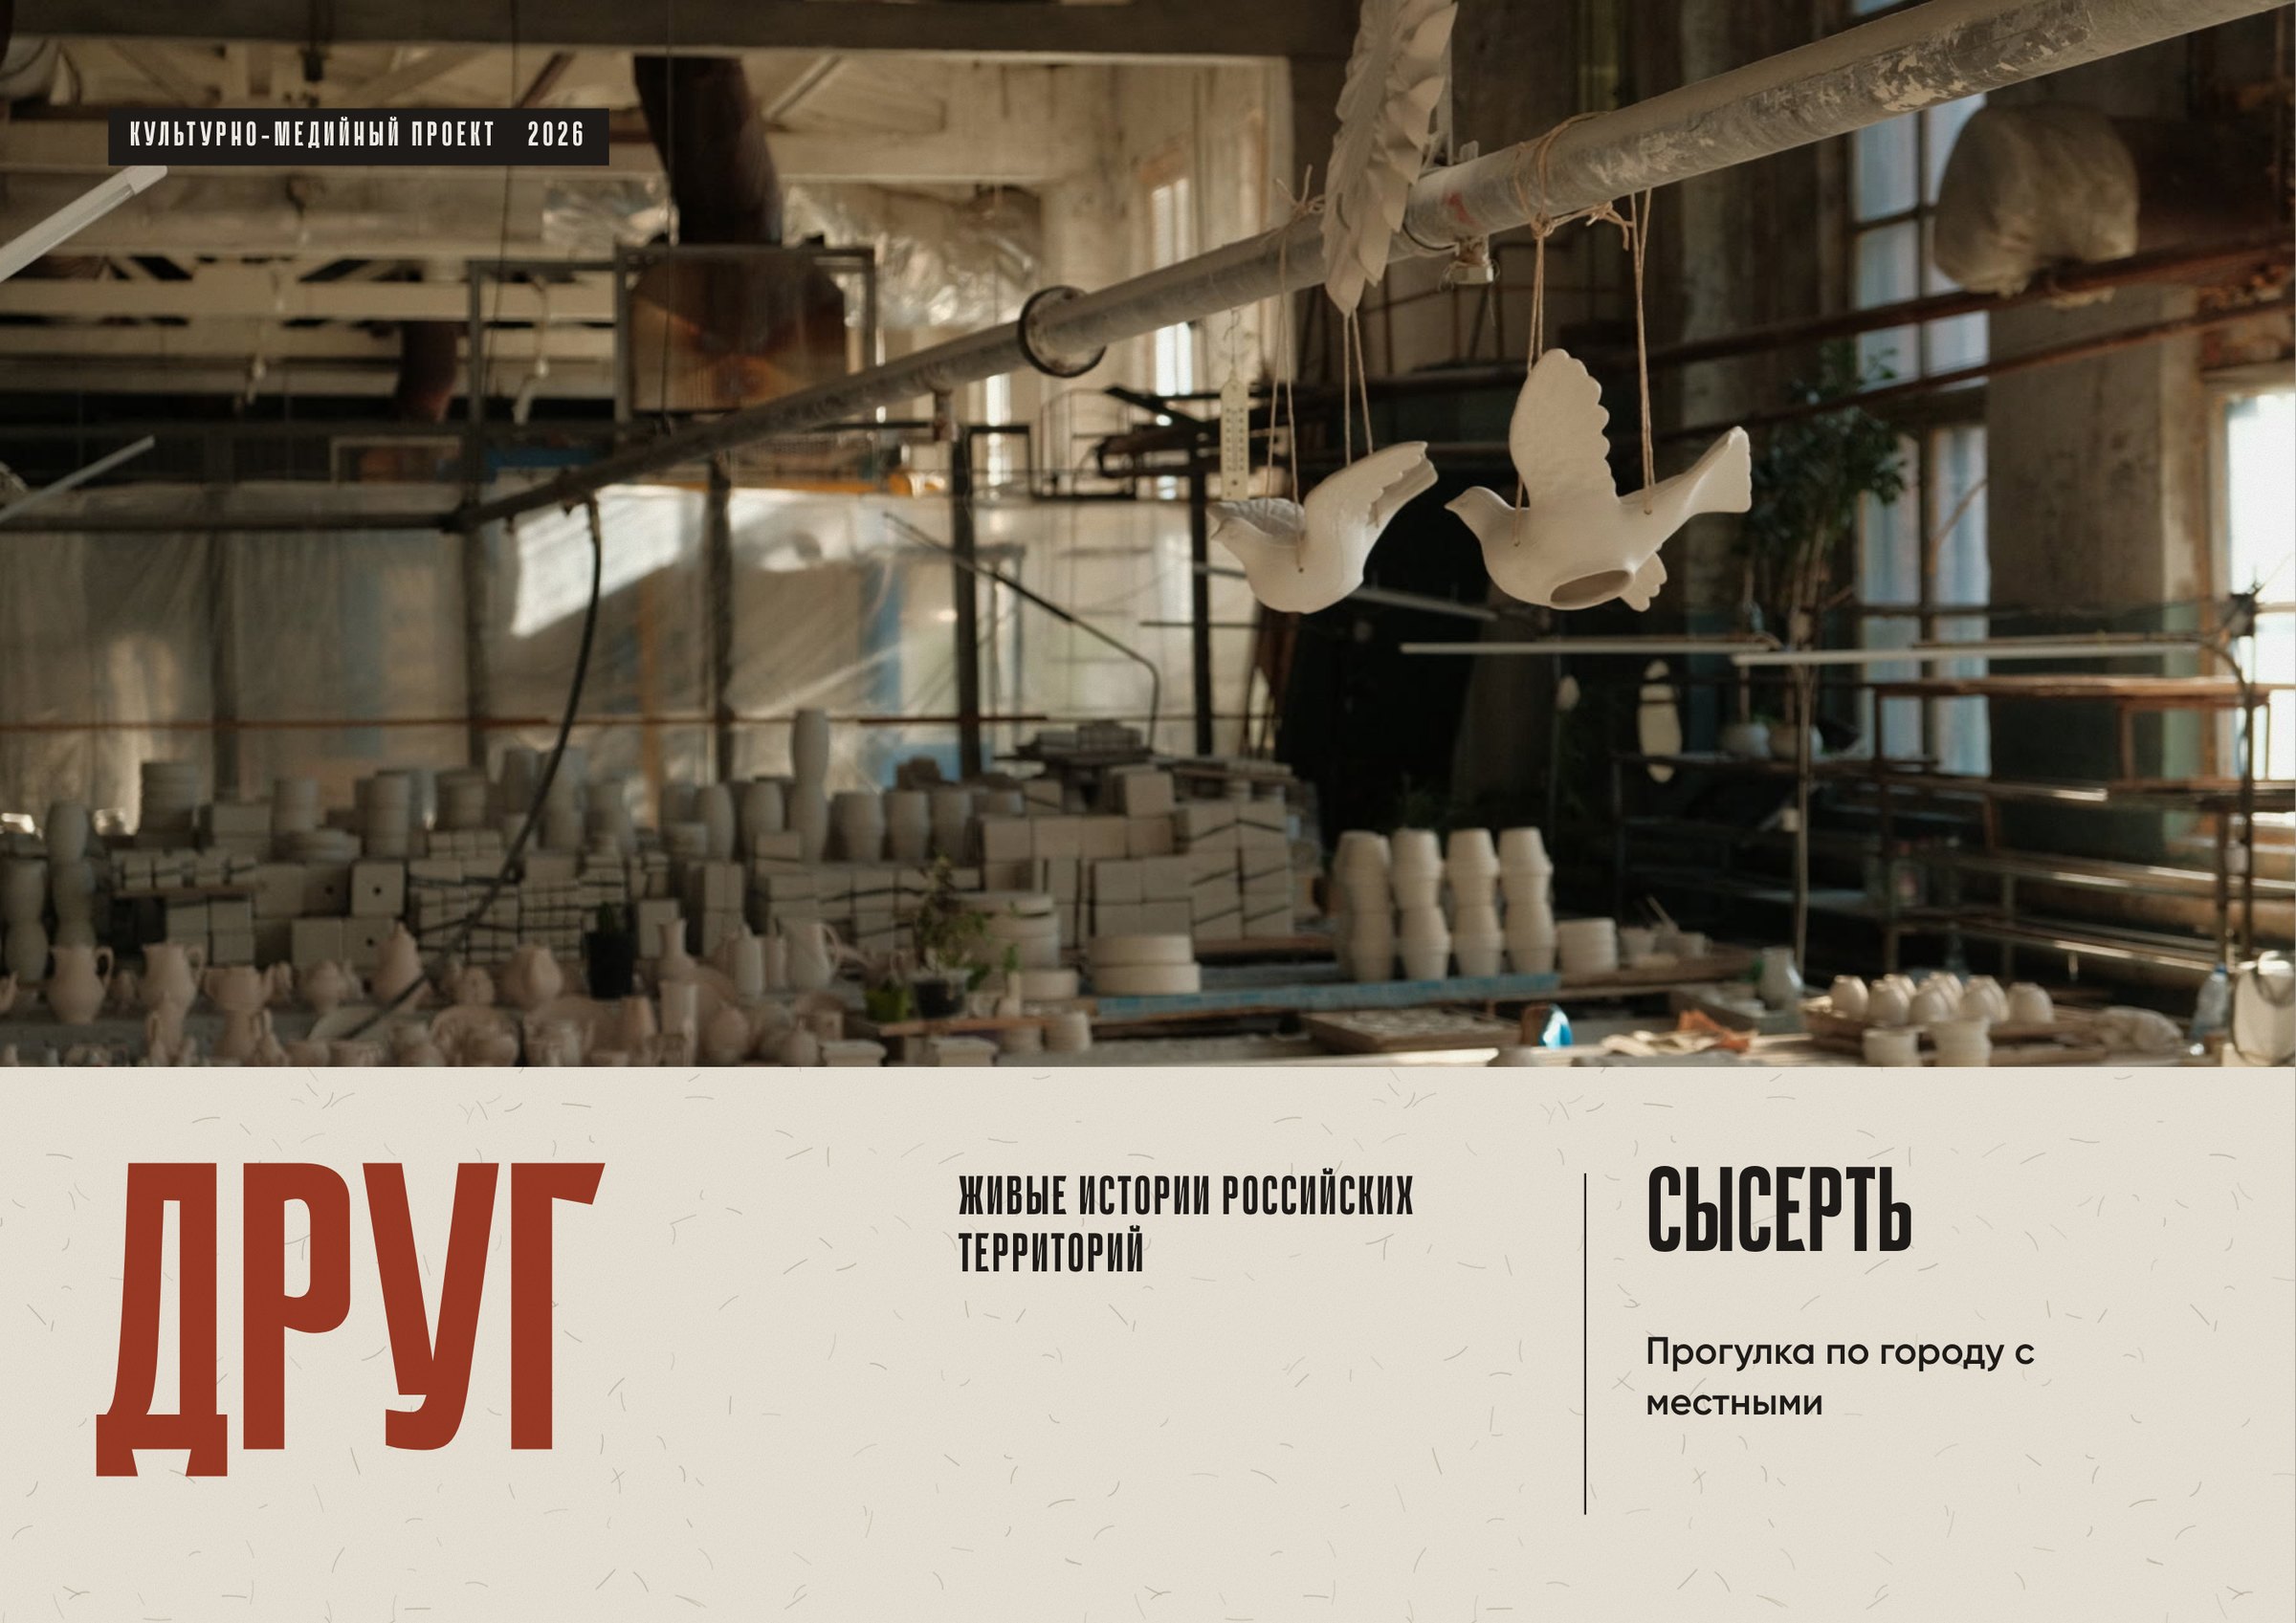 КУЛЬТУРНО-МЕДИЙНЫЙ ПРОЕКТ 2026
ДРУГ
ЖИВЫЕ ИСТОРИИ РОССИЙСКИХ
ТЕРРИТОРИЙ
СЫСЕРТЬ
Прогулка по городу с
местными